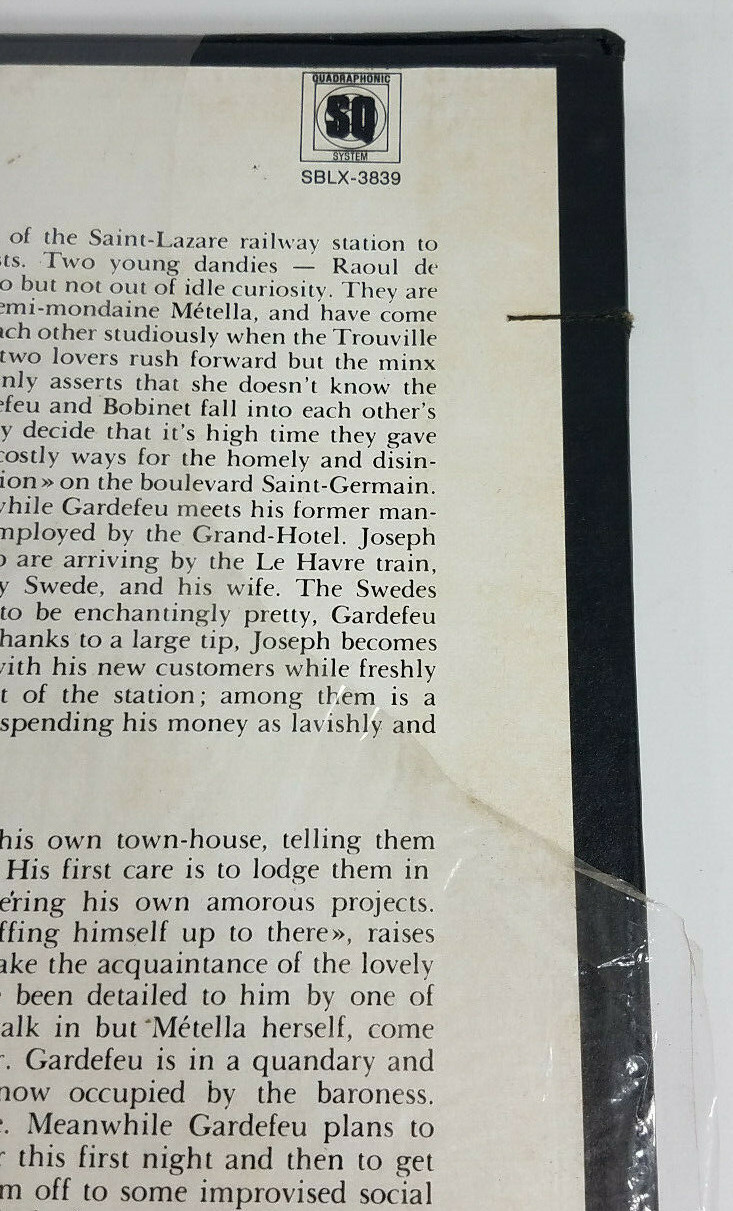 QUADRAPHONIC
SQ
SYSTEM
SBLX-3839
of the Saint-Lazare railway station to
sts. Two young dandies — Raoul de
o but not out of idle curiosity. They are
emi-mondaine Métella, and have come
ach other studiously when the Trouville
two lovers rush forward but the minx
nly asserts that she doesn't know the
efeu and Bobinet fall into each other's
y decide that it's high time they gave
costly ways for the homely and disin-
ion» on the boulevard Saint-Germain.
while Gardefeu meets his former man-
mployed by the Grand-Hotel. Joseph
o are arriving by the Le Havre train,
y Swede, and his wife. The Swedes
to be enchantingly pretty, Gardefeu
hanks to a large tip, Joseph becomes
with his new customers while freshly
t of the station; among them is a
spending his money as lavishly and
his own town-house, telling them
His first care is to lodge them in
ering his own amorous projects.
ffing himself up to there», raises
ake the acquaintance of the lovely
been detailed to him by one of
alk in but Métella herself, come
r. Gardefeu is in a quandary and
now occupied by the baroness.
e. Meanwhile Gardefeu plans to
r this first night and then to get
m off to some improvised social